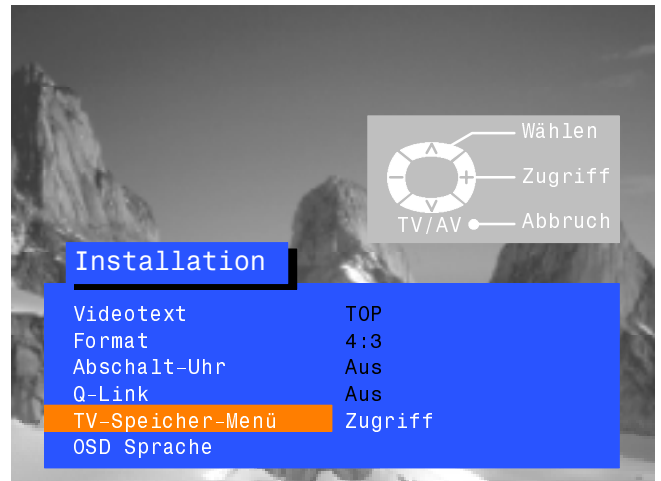 Wählen
Zugriff
TV/AV Abbruch
Installation
Videotext TOP
Format 4:3
Abschalt-Uhr Aus
Q-Link Aus
TV-Speicher-Menü Zugriff
OSD Sprache